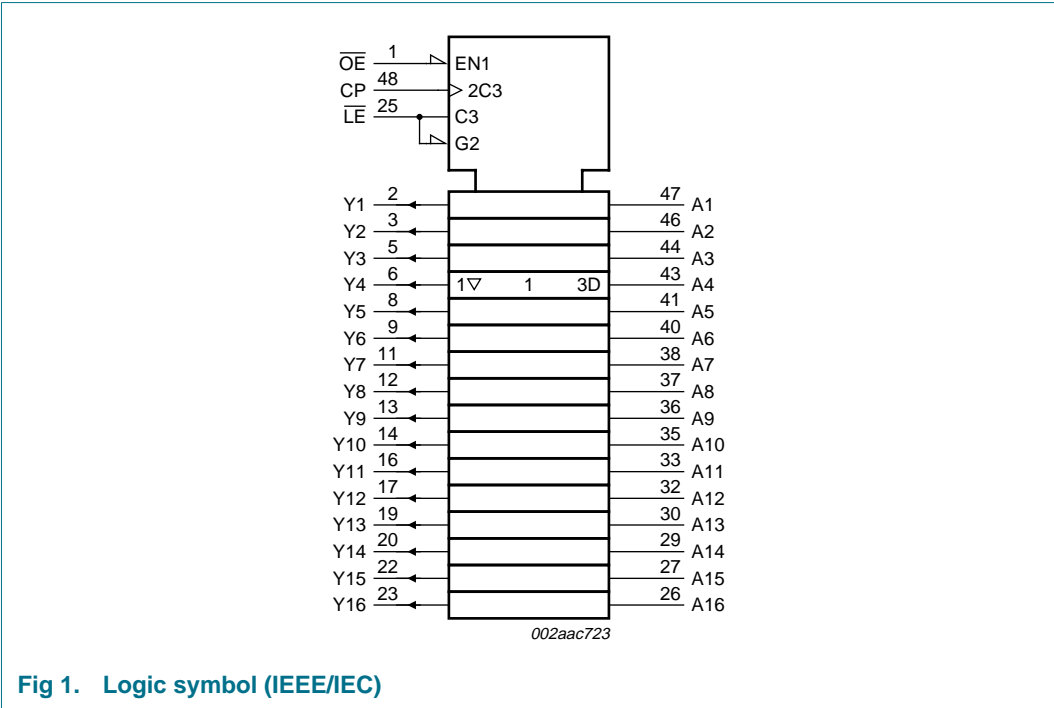 O̅E̅ 1 EN1
CP 48 2C3
L̅E̅ 25 C3
G2
Y1 2 47 A1
Y2 3 46 A2
Y3 5 44 A3
Y4 6 1▽ 1 3D 43 A4
Y5 8 41 A5
Y6 9 40 A6
Y7 11 38 A7
Y8 12 37 A8
Y9 13 36 A9
Y10 14 35 A10
Y11 16 33 A11
Y12 17 32 A12
Y13 19 30 A13
Y14 20 29 A14
Y15 22 27 A15
Y16 23 26 A16
002aac723
Fig 1. Logic symbol (IEEE/IEC)